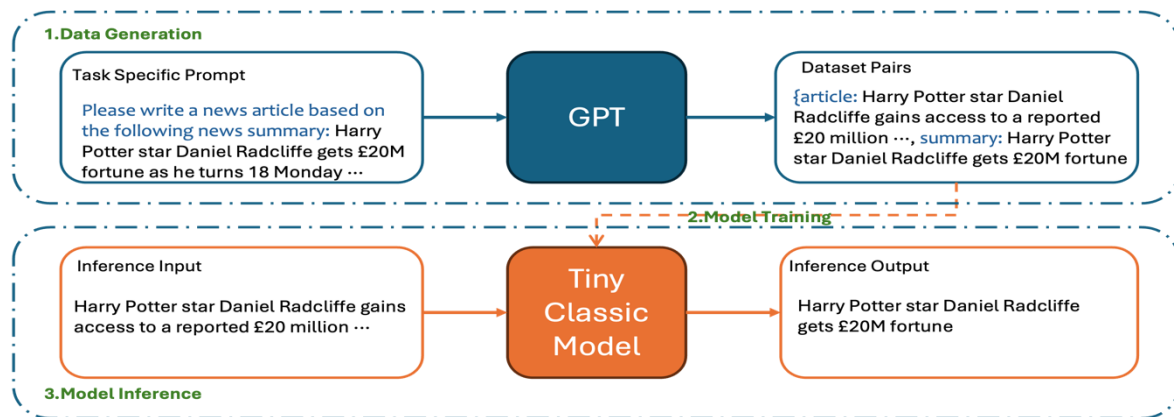 1.Data Generation
Task Specific Prompt
Please write a news article based on
the following news summary: Harry
Potter star Daniel Radcliffe gets £20M
fortune as he turns 18 Monday ···
GPT
Dataset Pairs
{article: Harry Potter star Daniel
Radcliffe gains access to a reported
£20 million ···, summary: Harry Potter
star Daniel Radcliffe gets £20M fortune
2.Model Training
Inference Input
Harry Potter star Daniel Radcliffe gains
access to a reported £20 million ···
Tiny
Classic
Model
Inference Output
Harry Potter star Daniel Radcliffe
gets £20M fortune
3.Model Inference